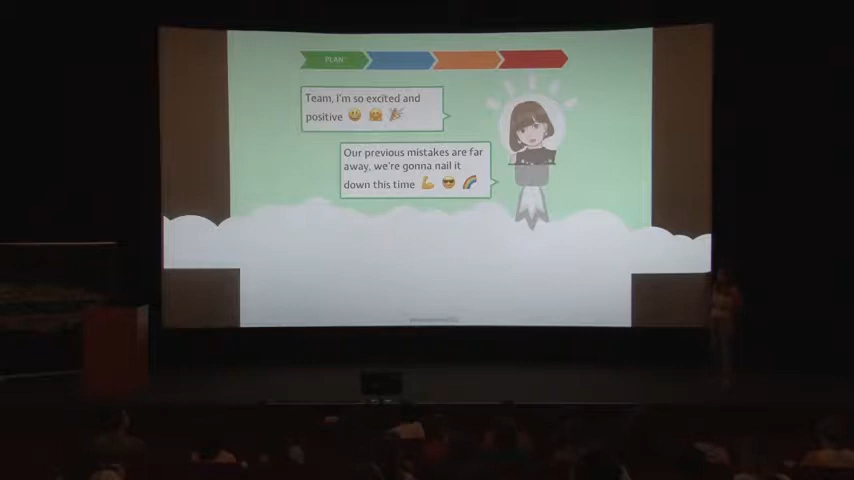 PLAN
Team, I'm so excited and
positive 😃 🤗 🎉
Our previous mistakes are far
away, we're gonna nail it
down this time 💪 😎 🌈